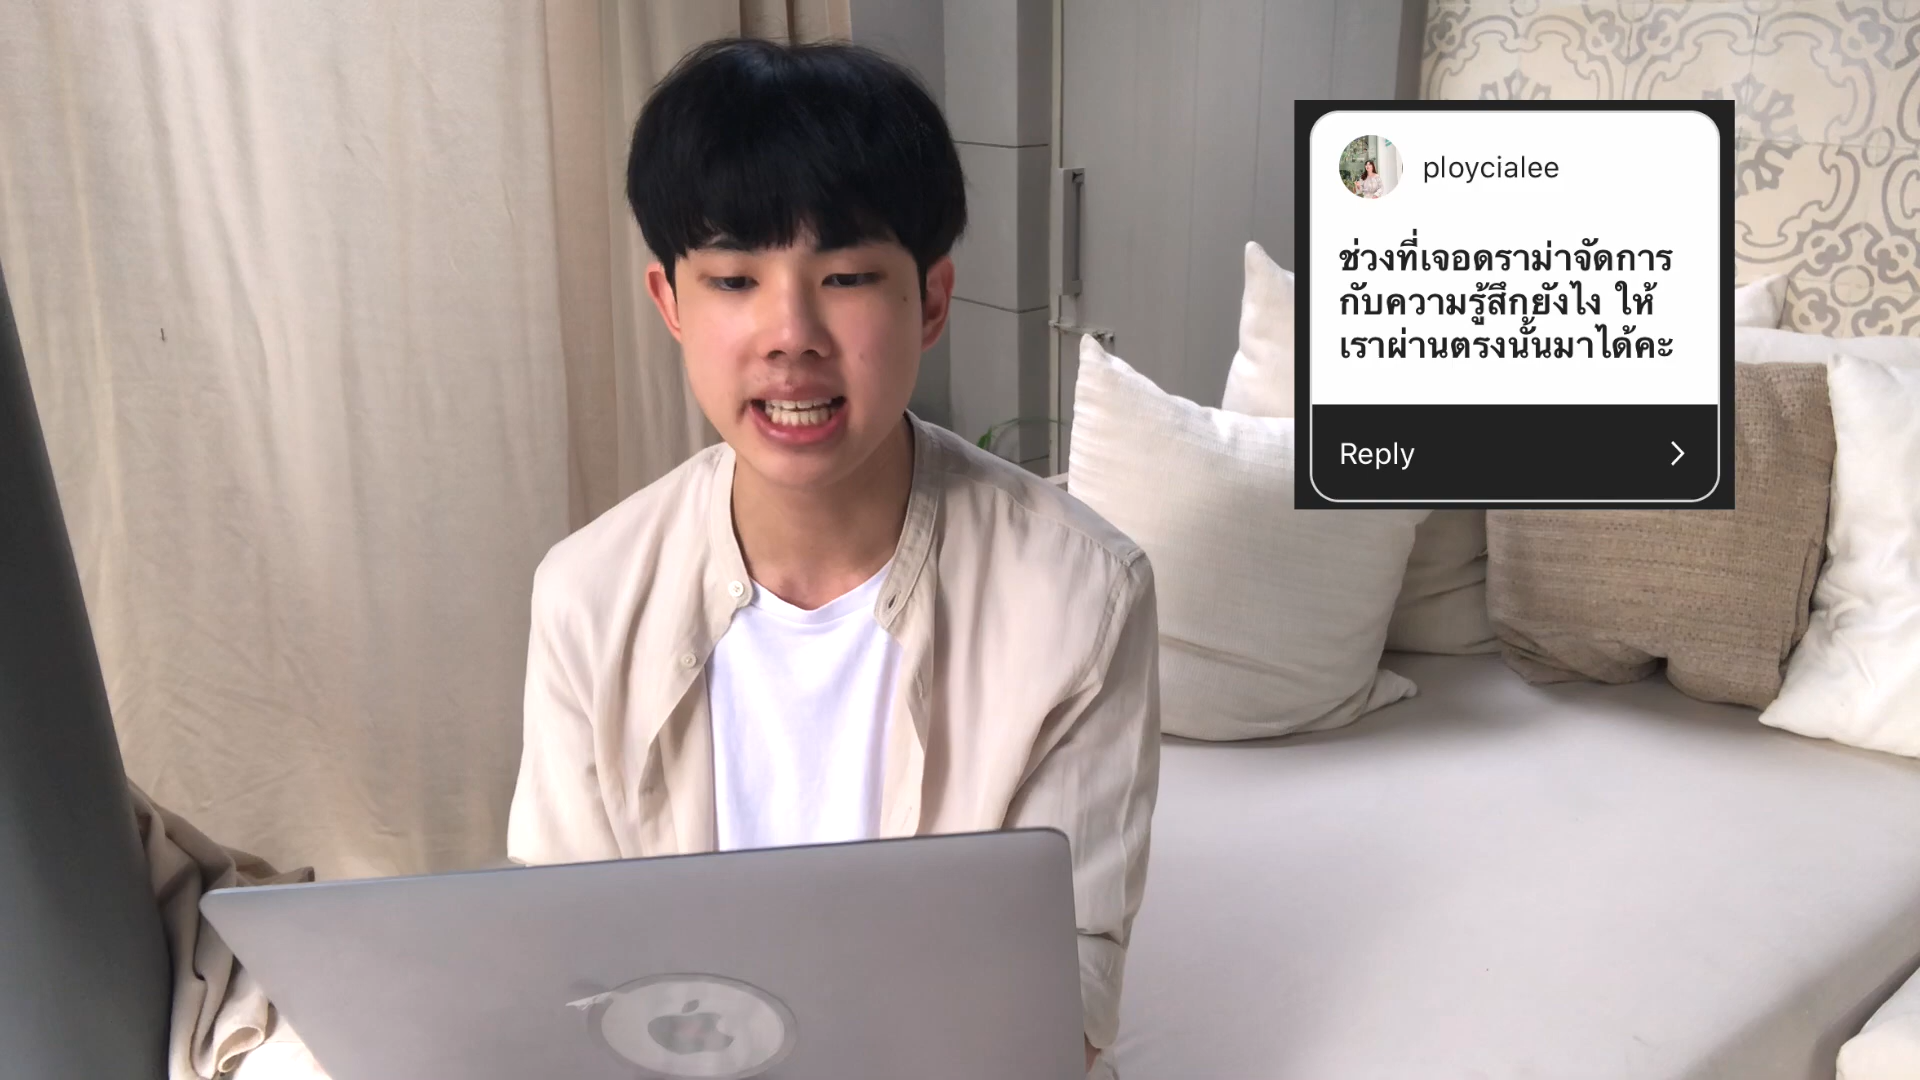 ploycialee
ช่วงที่เจอดราม่าจัดการ
กับความรู้สึกยังไง ให้
เราผ่านตรงนั้นมาได้คะ
Reply